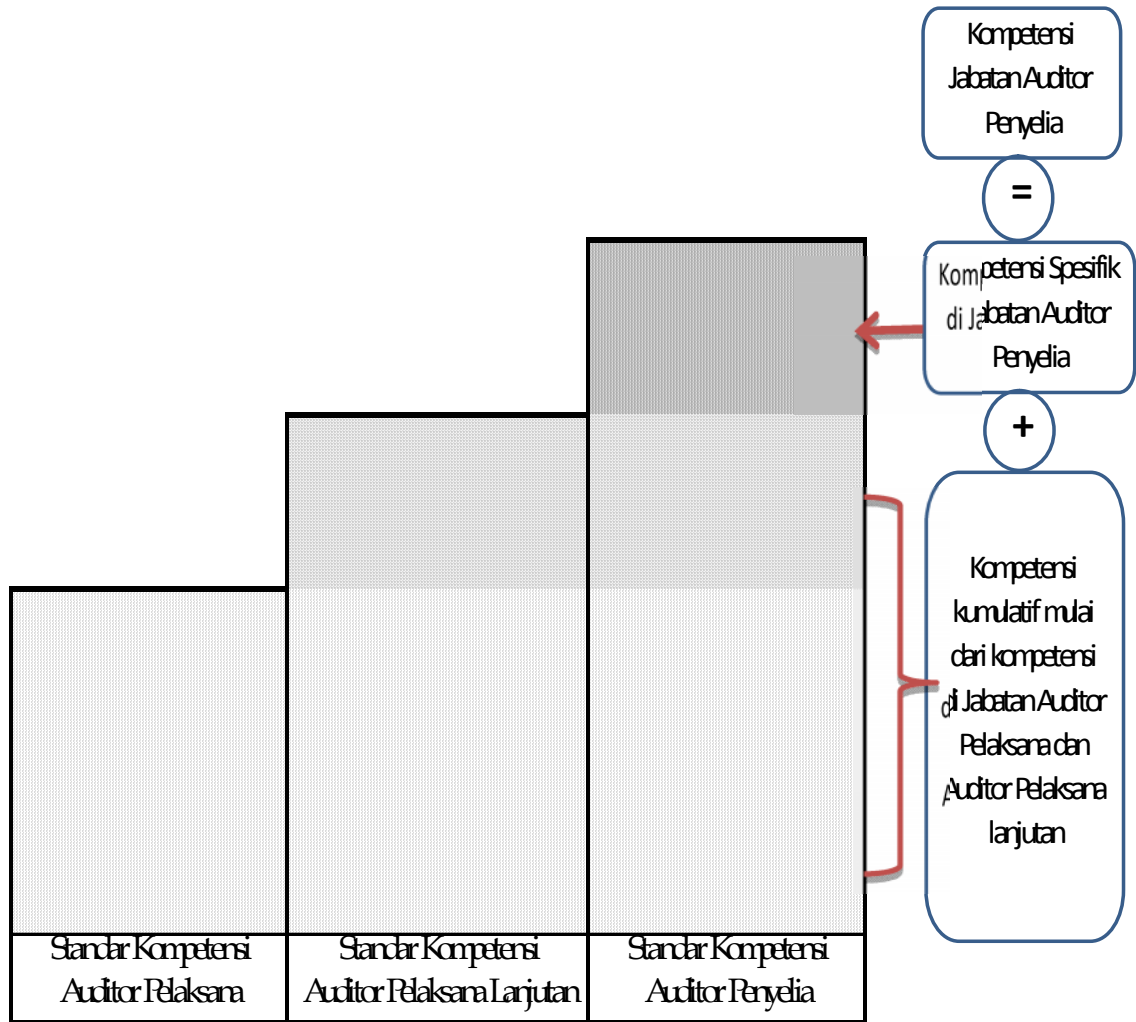 Kompetensi
Jabatan Auditor
Penyelia
=
Kompetensi Spesifik
di Jabatan Auditor
Penyelia
+
Kompetensi
kumulatif mulai
dari kompetensi
di Jabatan Auditor
Pelaksana dan
Auditor Pelaksana
lanjutan
Standar Kompetensi
Auditor Pelaksana
Standar Kompetensi
Auditor Pelaksana Lanjutan
Standar Kompetensi
Auditor Penyelia